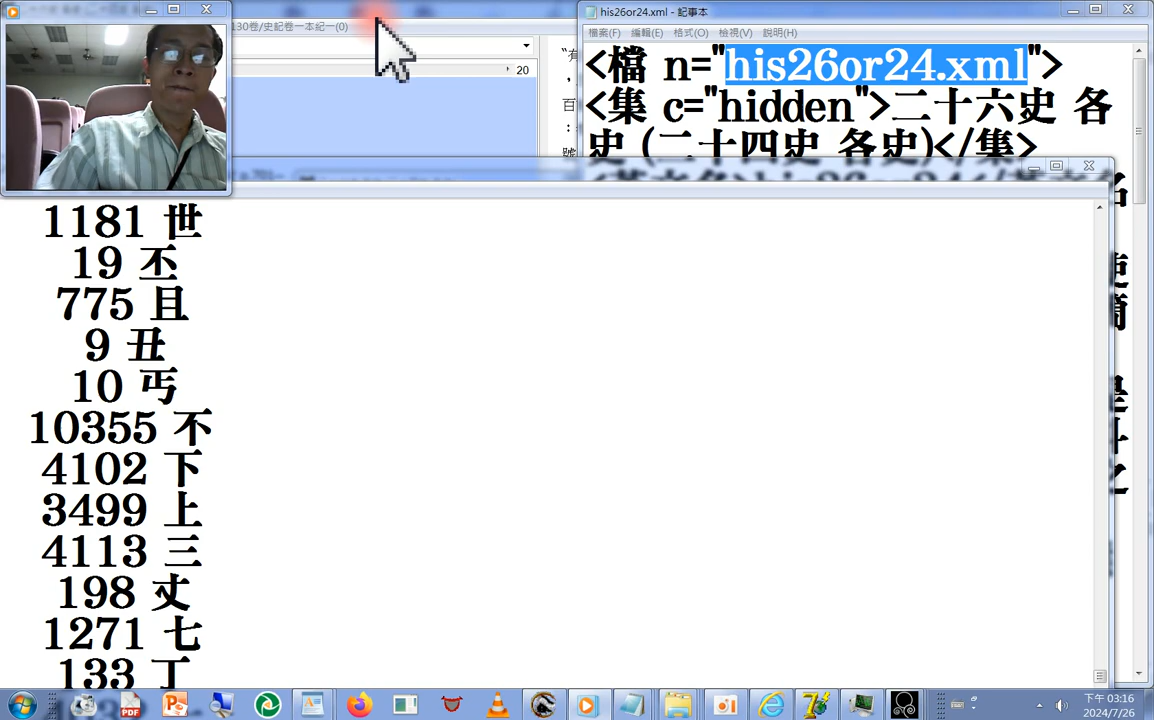 130卷/史記卷一本紀一(0)
20
his26or24.xml - 記事本
檔案(F) 編輯(E) 格式(O) 檢視(V) 說明(H)
<檔 n="his26or24.xml">
<集 c="hidden">二十六史 各
史 (二十四史 各史)</集>
1181 世
19 丕
775 且
9 丑
10 丐
10355 不
4102 下
3499 上
4113 三
198 丈
1271 七
133 丁
下午 03:16
2024/7/26